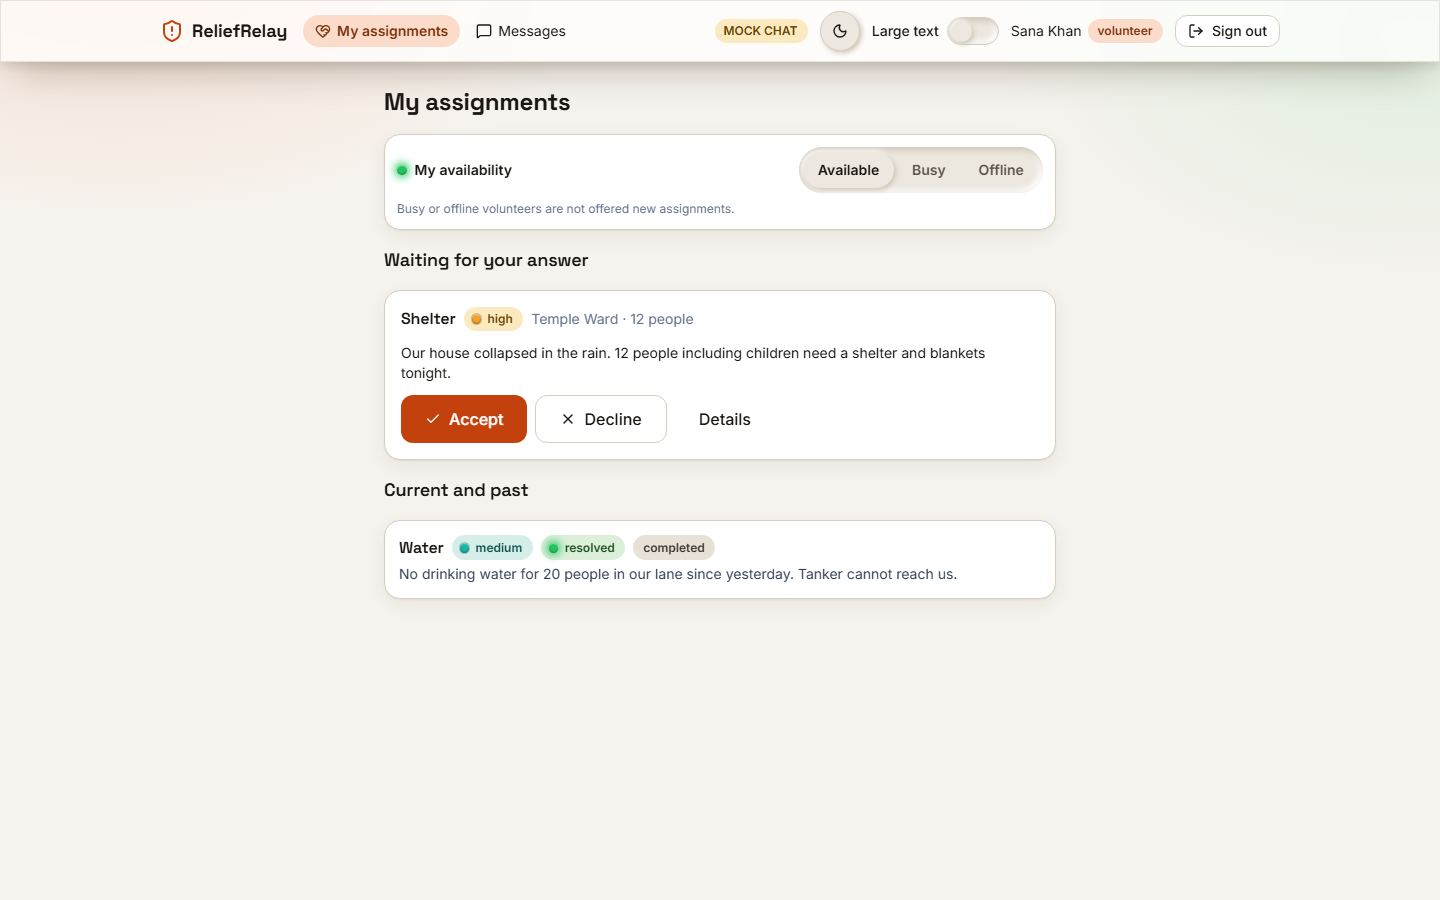 ReliefRelay
My assignments
Messages
MOCK CHAT
Large text
Sana Khan
volunteer
Sign out
My assignments
My availability
Available
Busy
Offline
Busy or offline volunteers are not offered new assignments.
Waiting for your answer
Shelter
high
Temple Ward · 12 people
Our house collapsed in the rain. 12 people including children need a shelter and blankets
tonight.
Accept
Decline
Details
Current and past
Water
medium
resolved
completed
No drinking water for 20 people in our lane since yesterday. Tanker cannot reach us.